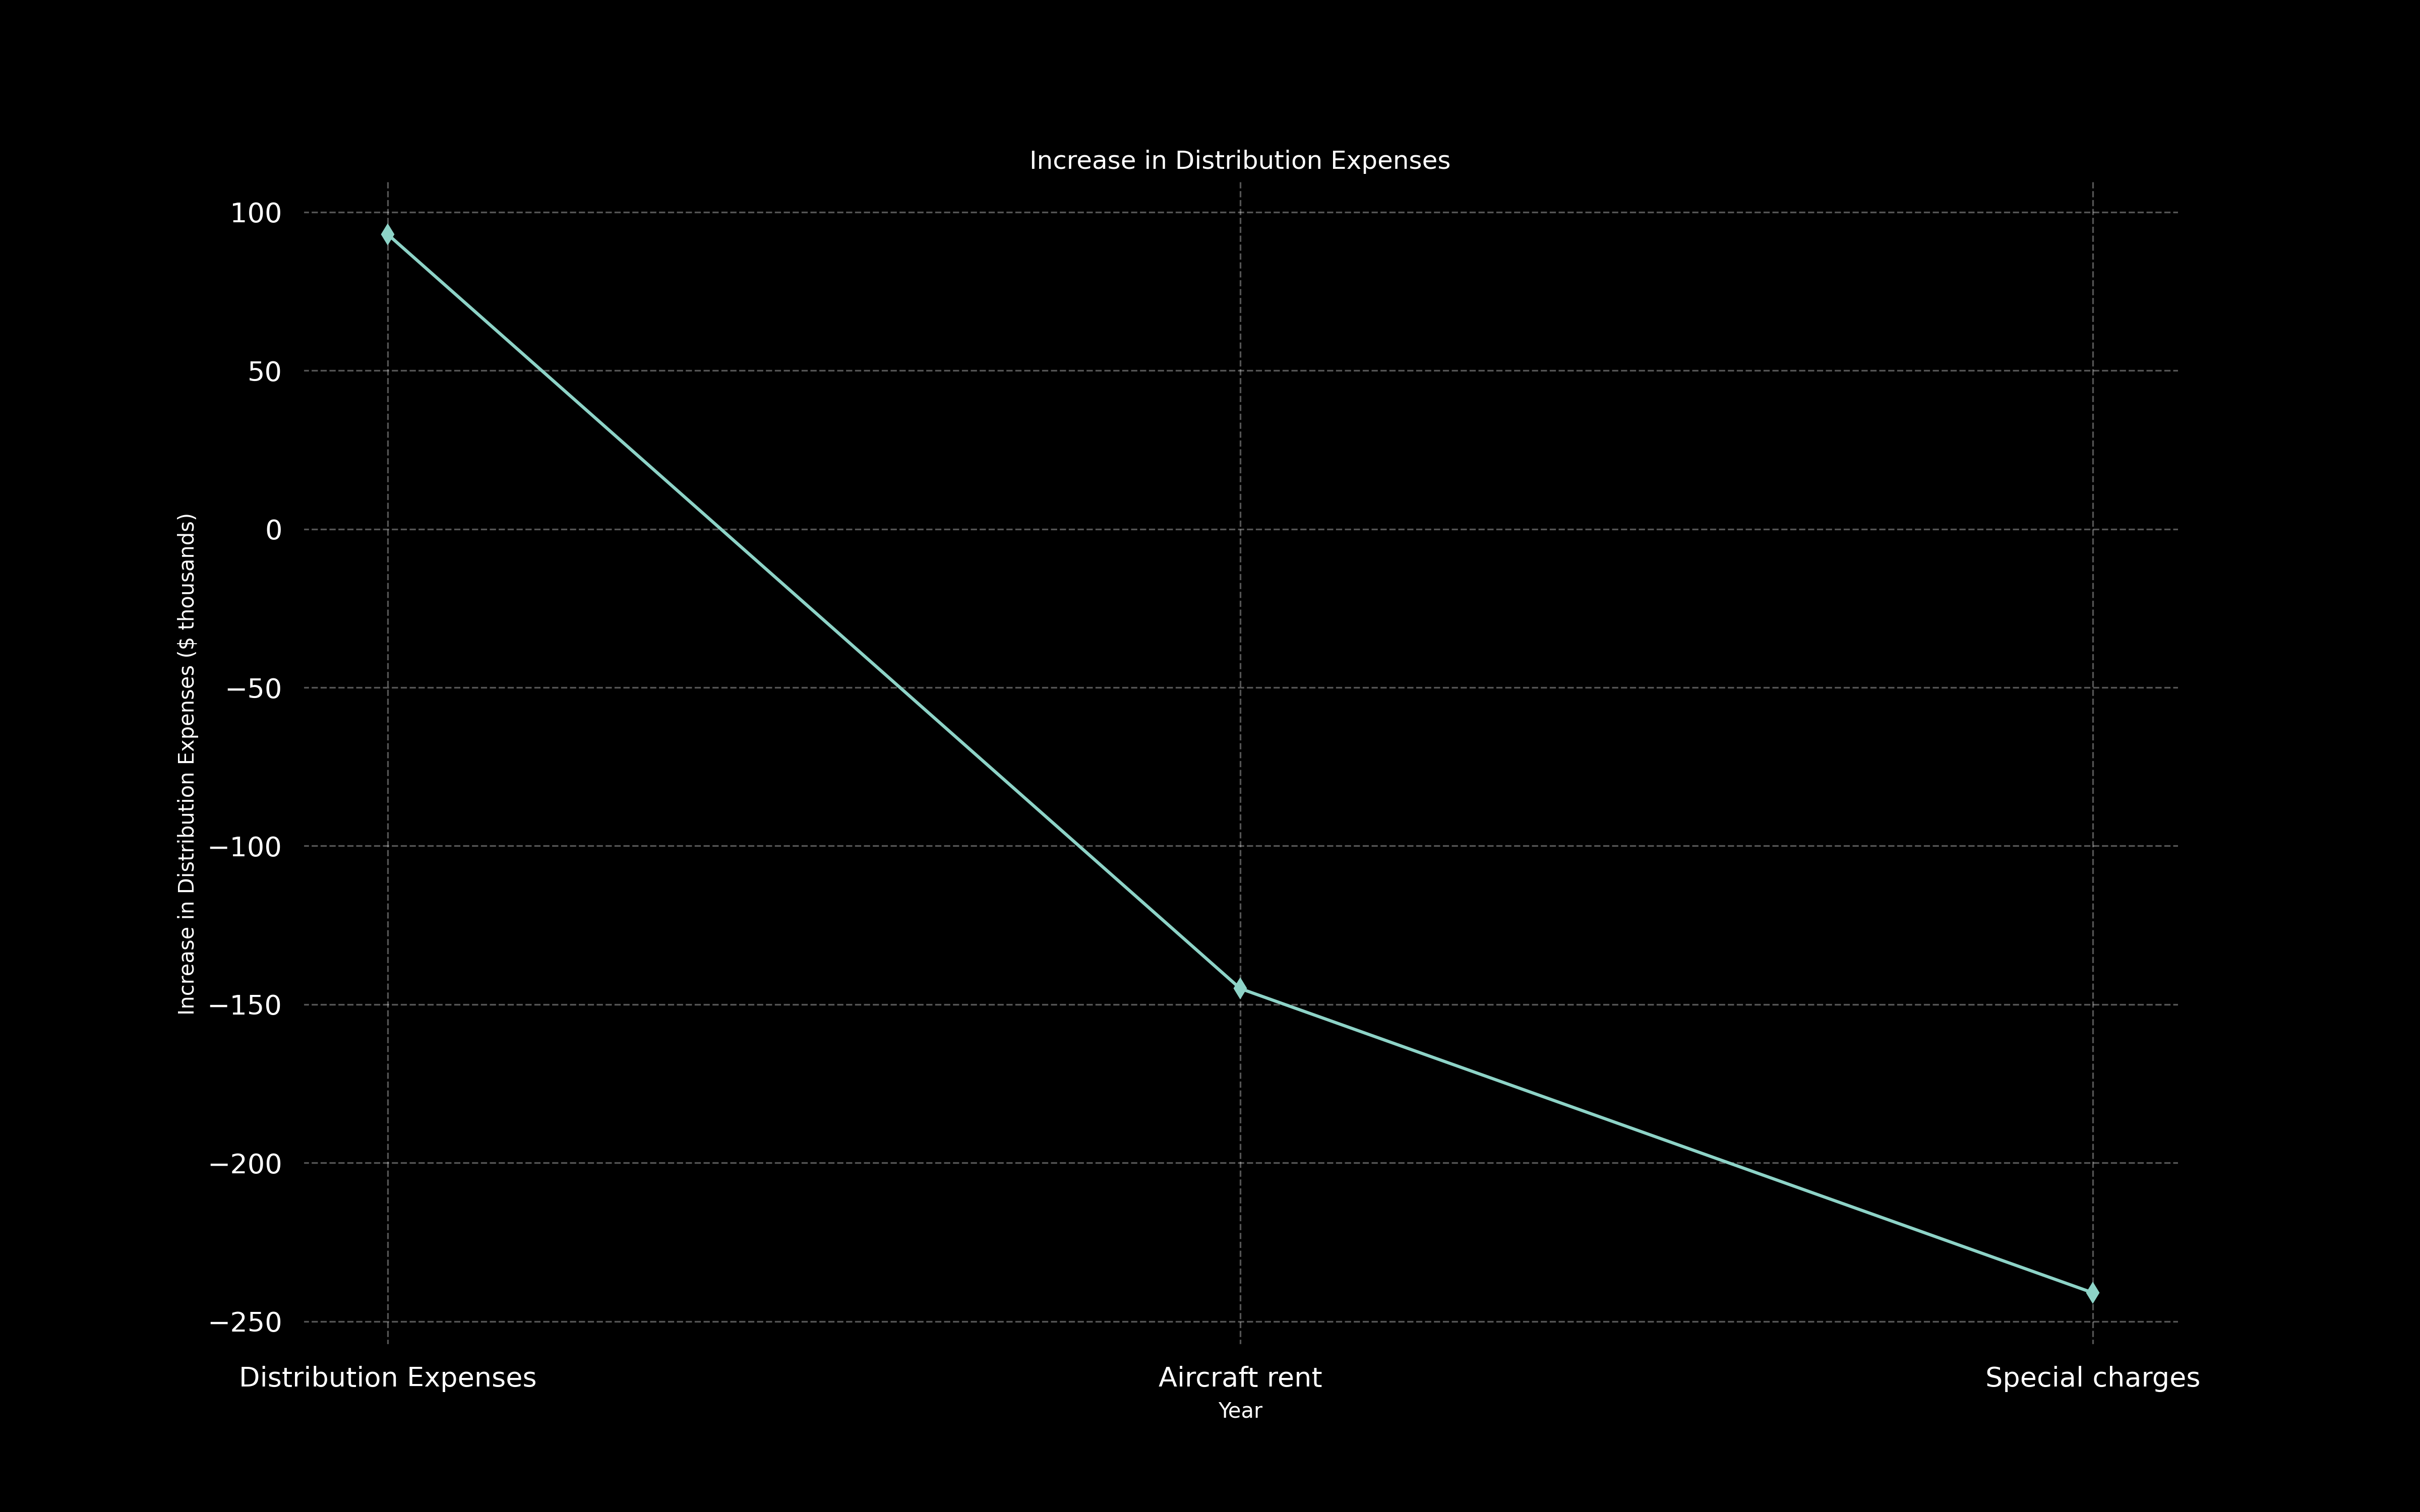 Increase in Distribution Expenses
Increase in Distribution Expenses ($ thousands)
100
50
0
−50
−100
−150
−200
−250
Distribution Expenses
Aircraft rent
Special charges
Year